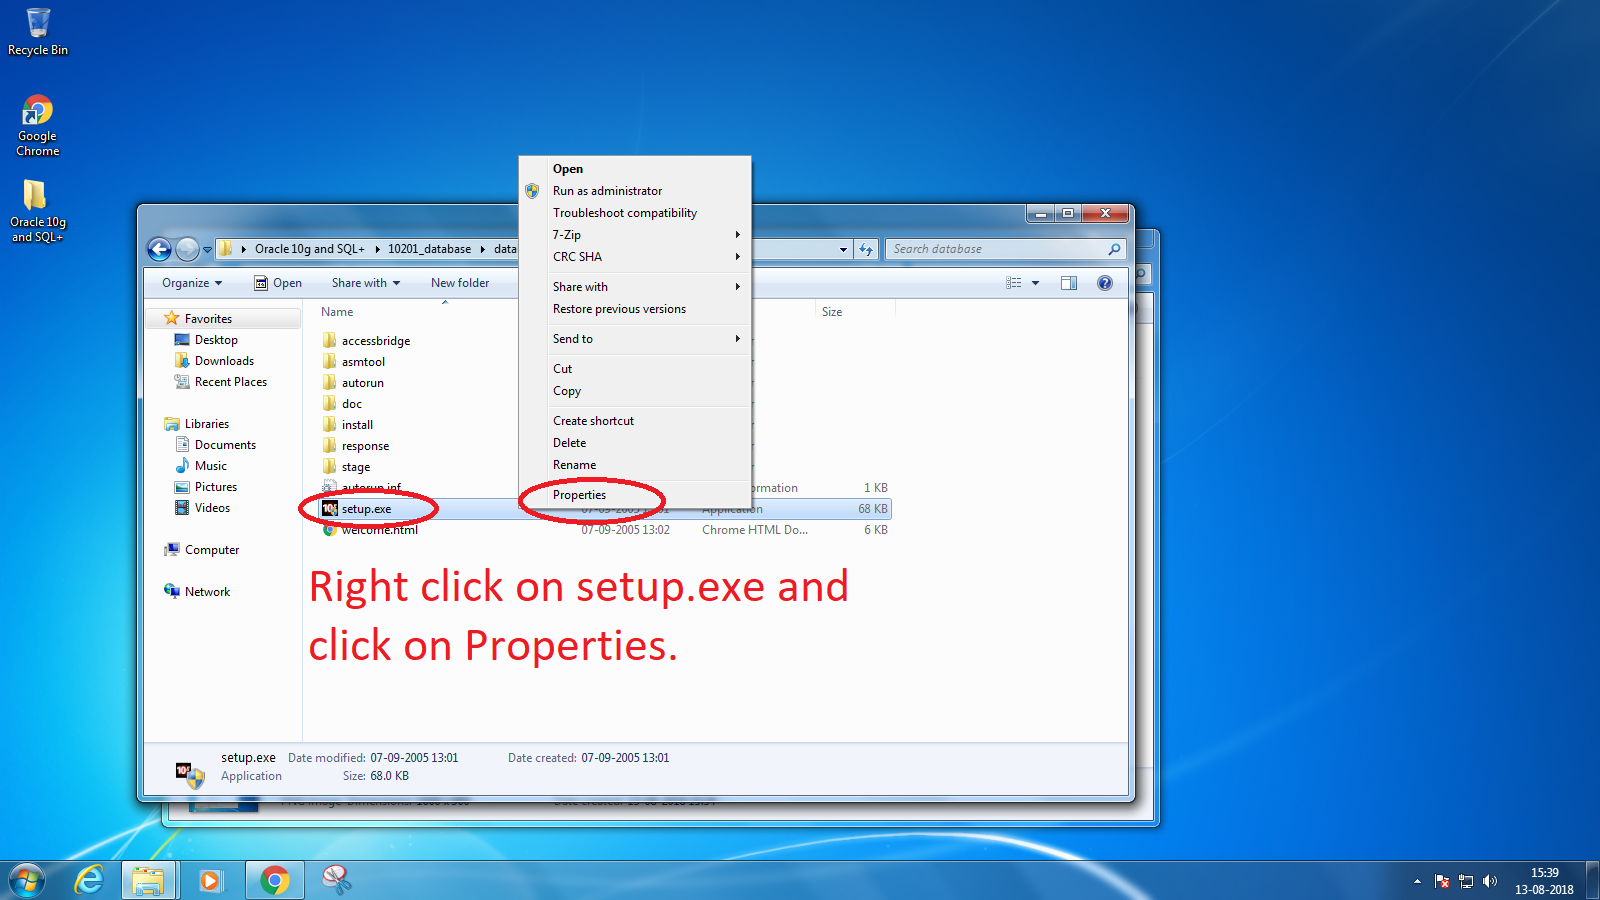 Recycle Bin
Google
Chrome
Oracle 10g
and SQL+
Oracle 10g and SQL+ 10201_database data
Search database
Organize Open Share with New folder
Name Size
Favorites
Desktop
Downloads
Recent Places
Libraries
Documents
Music
Pictures
Videos
Computer
Network
accessbridge
asmtool
autorun
doc
install
response
stage
autorun.inf ormation 1 KB
setup.exe 07-09-2005 13:01 Application 68 KB
welcome.html 07-09-2005 13:02 Chrome HTML Do... 6 KB
Open
Run as administrator
Troubleshoot compatibility
7-Zip
CRC SHA
Share with
Restore previous versions
Send to
Cut
Copy
Create shortcut
Delete
Rename
Properties
Right click on setup.exe and
click on Properties.
setup.exe Date modified: 07-09-2005 13:01 Date created: 07-09-2005 13:01
Application Size: 68.0 KB
15:39
13-08-2018